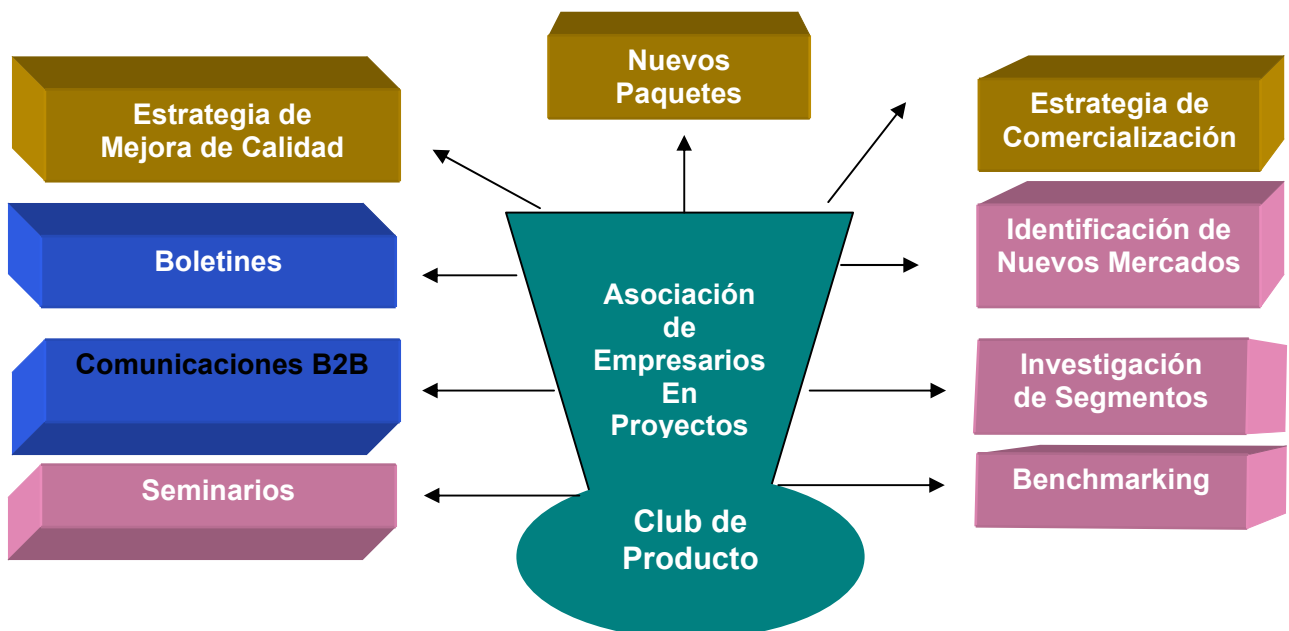 Nuevos
Paquetes
Estrategia de
Mejora de Calidad
Estrategia de
Comercialización
Boletines
Identificación de
Nuevos Mercados
Asociación
de
Empresarios
En
Proyectos
Comunicaciones B2B
Investigación
de Segmentos
Seminarios
Benchmarking
Club de
Producto